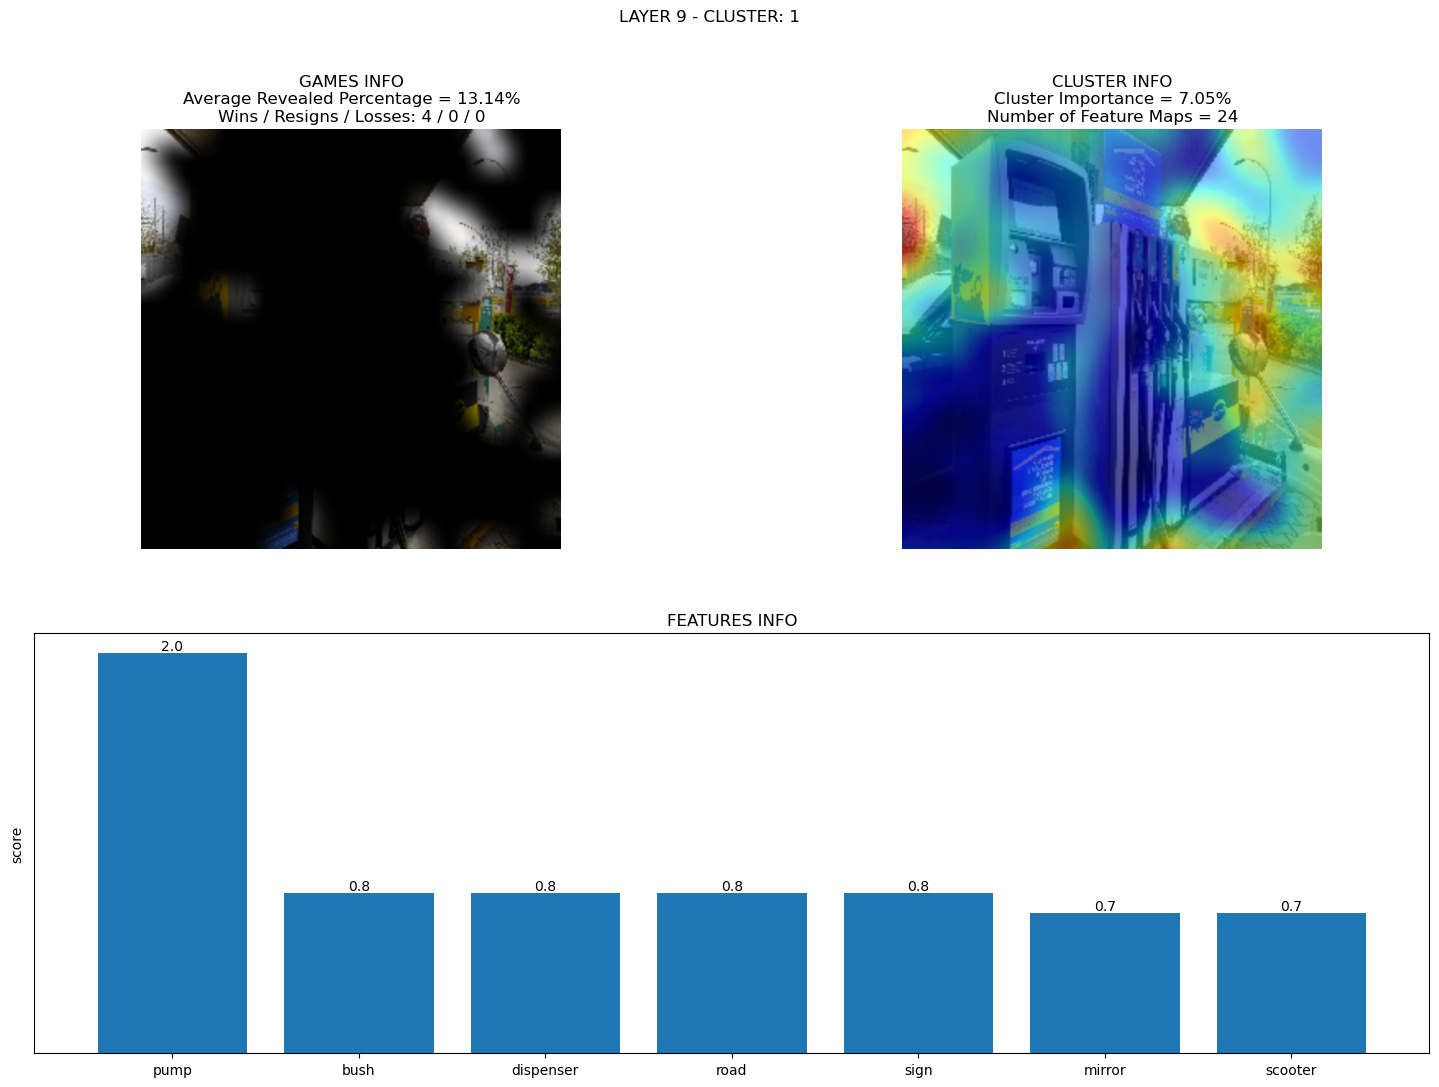 LAYER 9 - CLUSTER: 1
GAMES INFO
Average Revealed Percentage = 13.14%
Wins / Resigns / Losses: 4 / 0 / 0
CLUSTER INFO
Cluster Importance = 7.05%
Number of Feature Maps = 24
FEATURES INFO
score
2.0
0.8
0.8
0.8
0.8
0.7
0.7
pump
bush
dispenser
road
sign
mirror
scooter